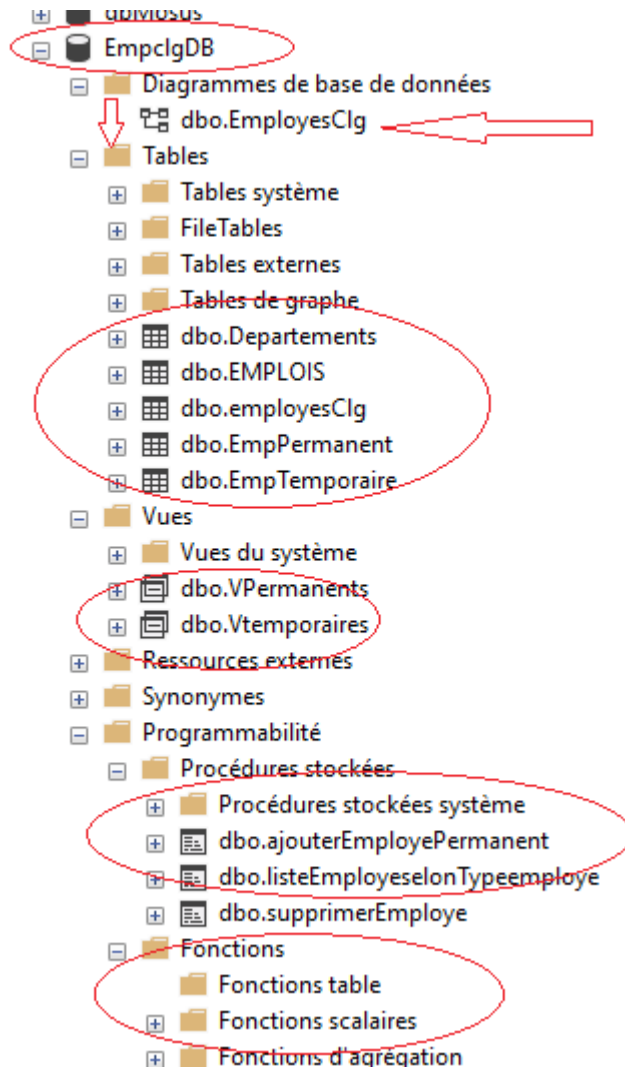 EmpclgDB
Diagrammes de base de données
dbo.EmployesClg
Tables
Tables système
FileTables
Tables externes
Tables de graphe
dbo.Departements
dbo.EMPLOIS
dbo.employesClg
dbo.EmpPermanent
dbo.EmpTemporaire
Vues
Vues du système
dbo.VPermanents
dbo.Vtemporaires
Ressources externes
Synonymes
Programmabilité
Procédures stockées
Procédures stockées système
dbo.ajouterEmployePermanent
dbo.listeEmployeselonTypeemploye
dbo.supprimerEmploye
Fonctions
Fonctions table
Fonctions scalaires
Fonctions d'agrégation